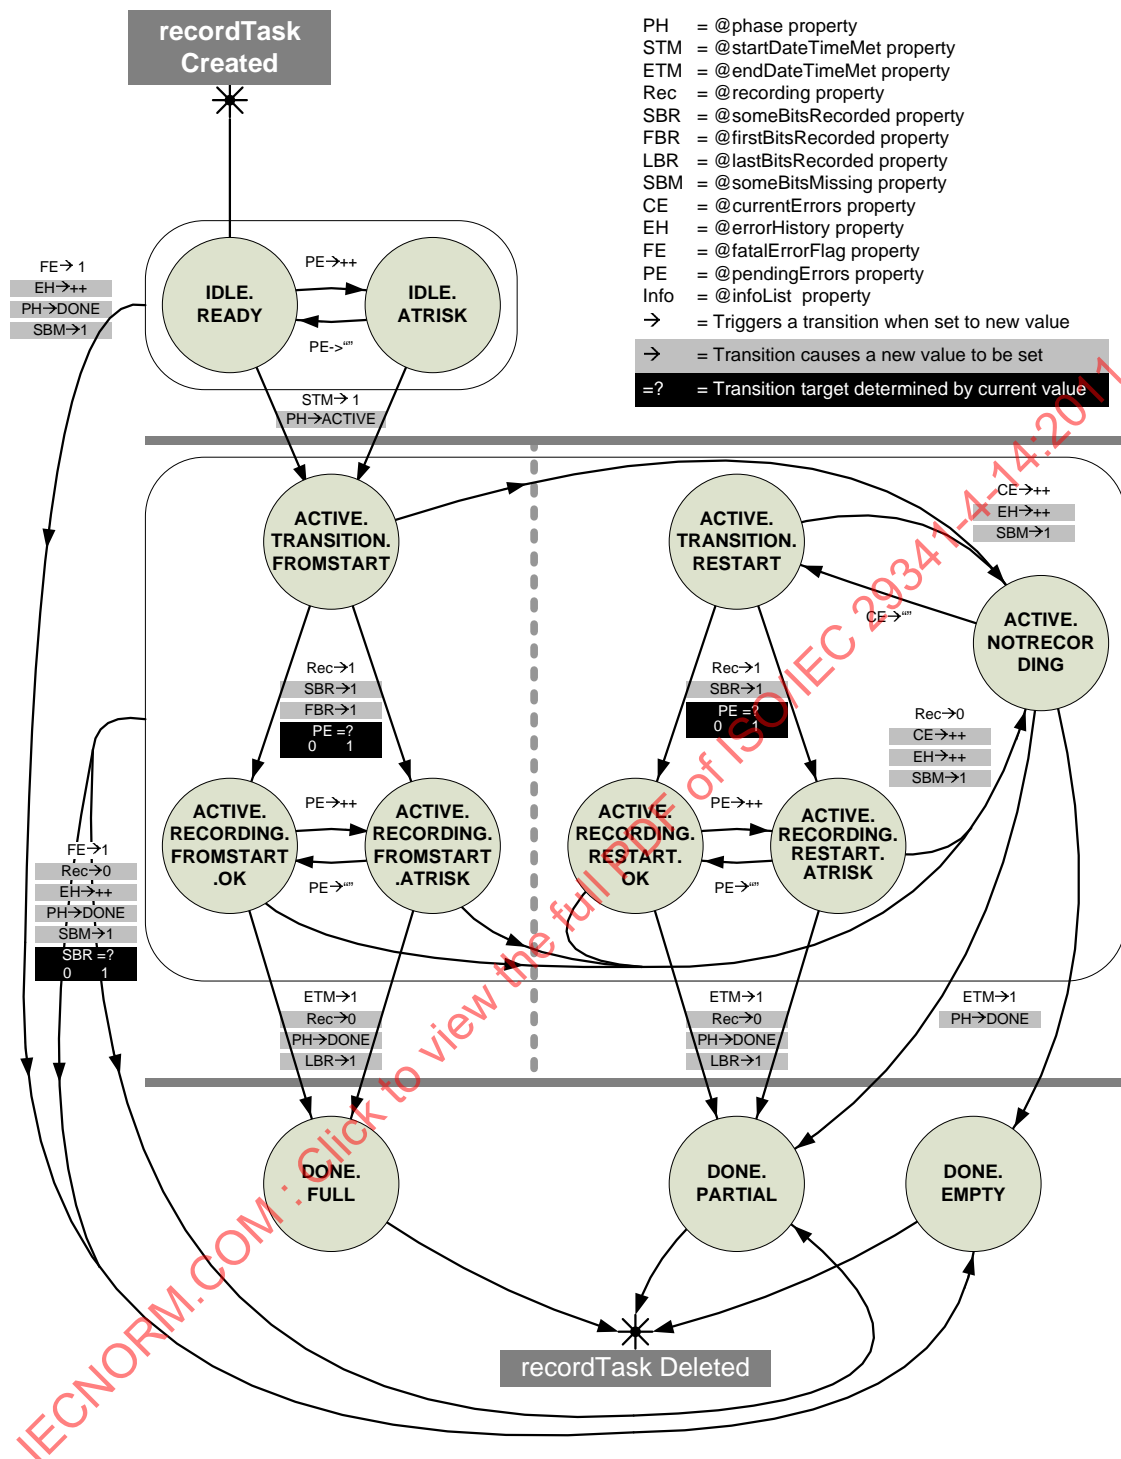 recordTask
Created
PH = @phase property
STM = @startDateTimeMet property
ETM = @endDateTimeMet property
Rec = @recording property
SBR = @someBitsRecorded property
FBR = @firstBitsRecorded property
LBR = @lastBitsRecorded property
SBM = @someBitsMissing property
CE = @currentErrors property
EH = @errorHistory property
FE = @fatalErrorFlag property
PE = @pendingErrors property
Info = @infoList property
→ = Triggers a transition when set to new value
→ = Transition causes a new value to be set
=? = Transition target determined by current value
FE→ 1
EH→++
PH→DONE
SBM→1
IDLE.
READY
PE→++
PE->“”
IDLE.
ATRISK
STM→ 1
PH→ACTIVE
ACTIVE.
TRANSITION.
FROMSTART
ACTIVE.
TRANSITION.
RESTART
CE→++
EH→++
SBM→1
CE→“”
ACTIVE.
NOTRECOR
DING
Rec→1
SBR→1
FBR→1
PE =?
0 1
Rec→1
SBR→1
PE =?
0 1
Rec→0
CE→++
EH→++
SBM→1
ACTIVE.
RECORDING.
FROMSTART
.OK
PE→++
PE→“”
ACTIVE.
RECORDING.
FROMSTART
.ATRISK
ACTIVE.
RECORDING.
RESTART.
OK
PE→++
PE→“”
ACTIVE.
RECORDING.
RESTART.
ATRISK
FE→1
Rec→0
EH→++
PH→DONE
SBM→1
SBR =?
0 1
ETM→1
Rec→0
PH→DONE
LBR→1
ETM→1
Rec→0
PH→DONE
LBR→1
ETM→1
PH→DONE
DONE.
FULL
DONE.
PARTIAL
DONE.
EMPTY
recordTask Deleted
IECNORM.COM : Click to view the full PDF of ISO/IEC 29341-4-14:2011